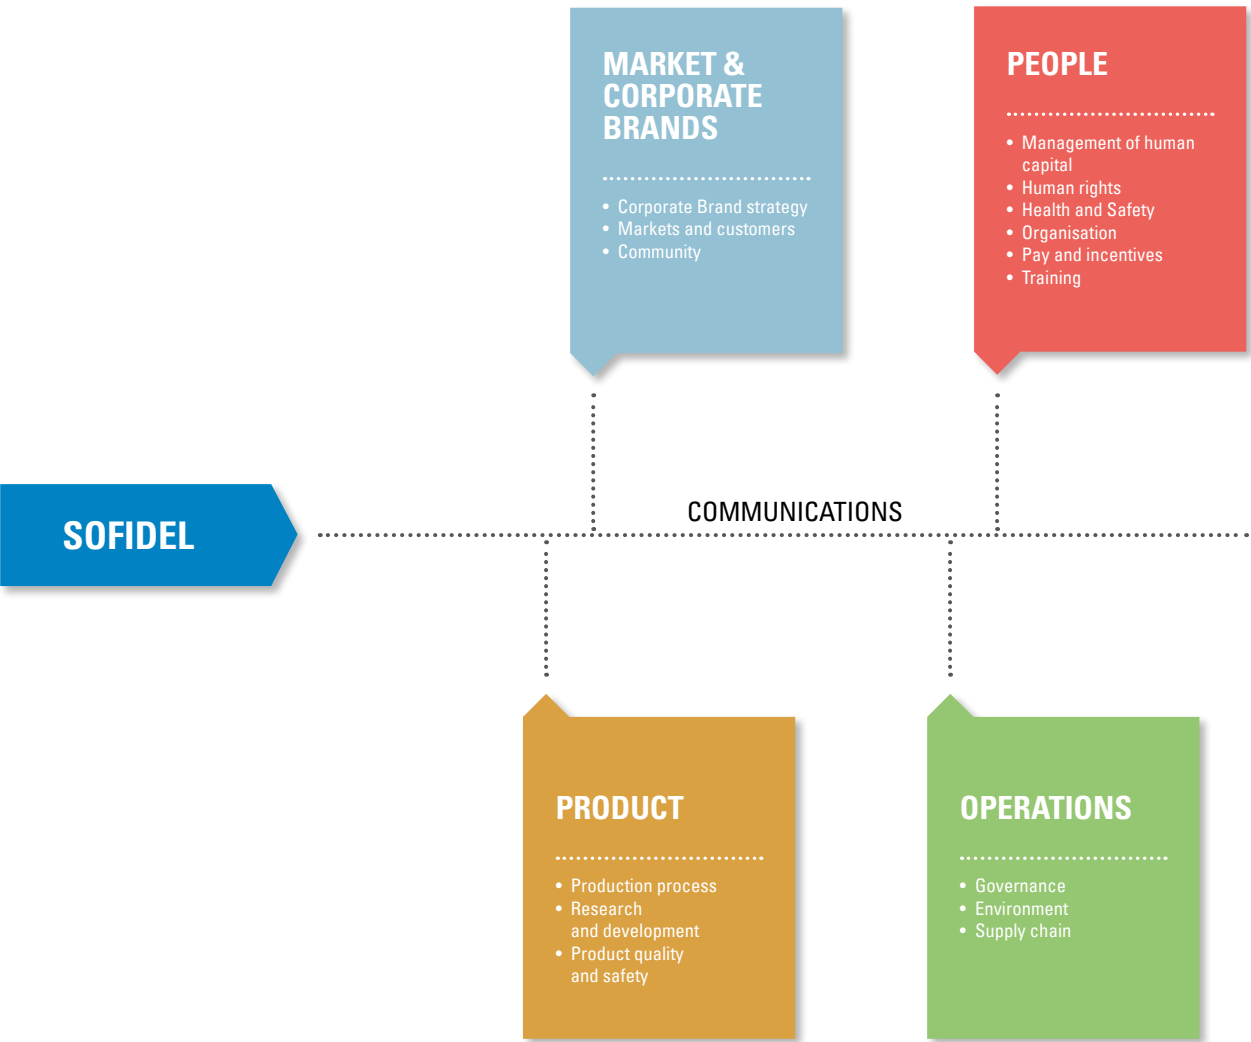 MARKET &
CORPORATE
BRANDS
• Corporate Brand strategy
• Markets and customers
• Community
PEOPLE
• Management of human
capital
• Human rights
• Health and Safety
• Organisation
• Pay and incentives
• Training
SOFIDEL
COMMUNICATIONS
PRODUCT
• Production process
• Research
and development
• Product quality
and safety
OPERATIONS
• Governance
• Environment
• Supply chain